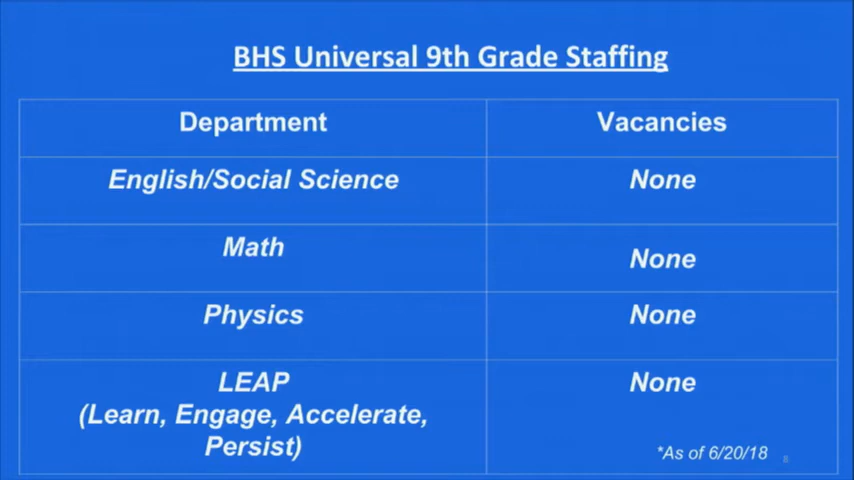 BHS Universal 9th Grade Staffing
Department Vacancies
English/Social Science None
Math None
Physics None
LEAP None
(Learn, Engage, Accelerate,
Persist)
*As of 6/20/18 8